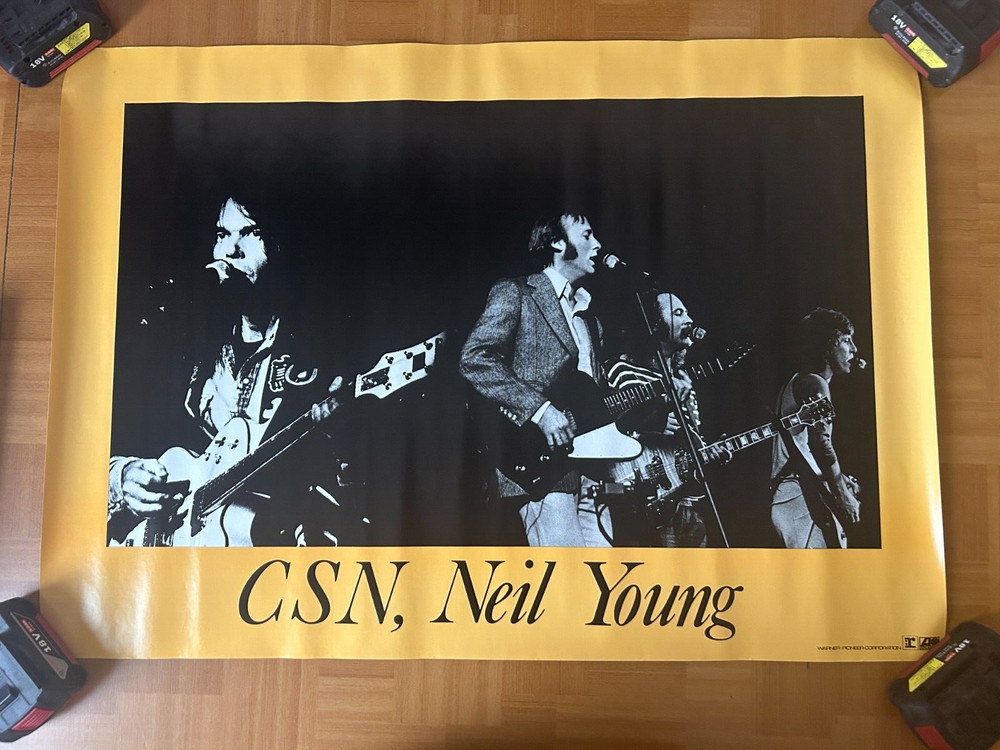 18V
18V
CSN, Neil Young
WARNER-PIONEER CORPORATION
18V
18V